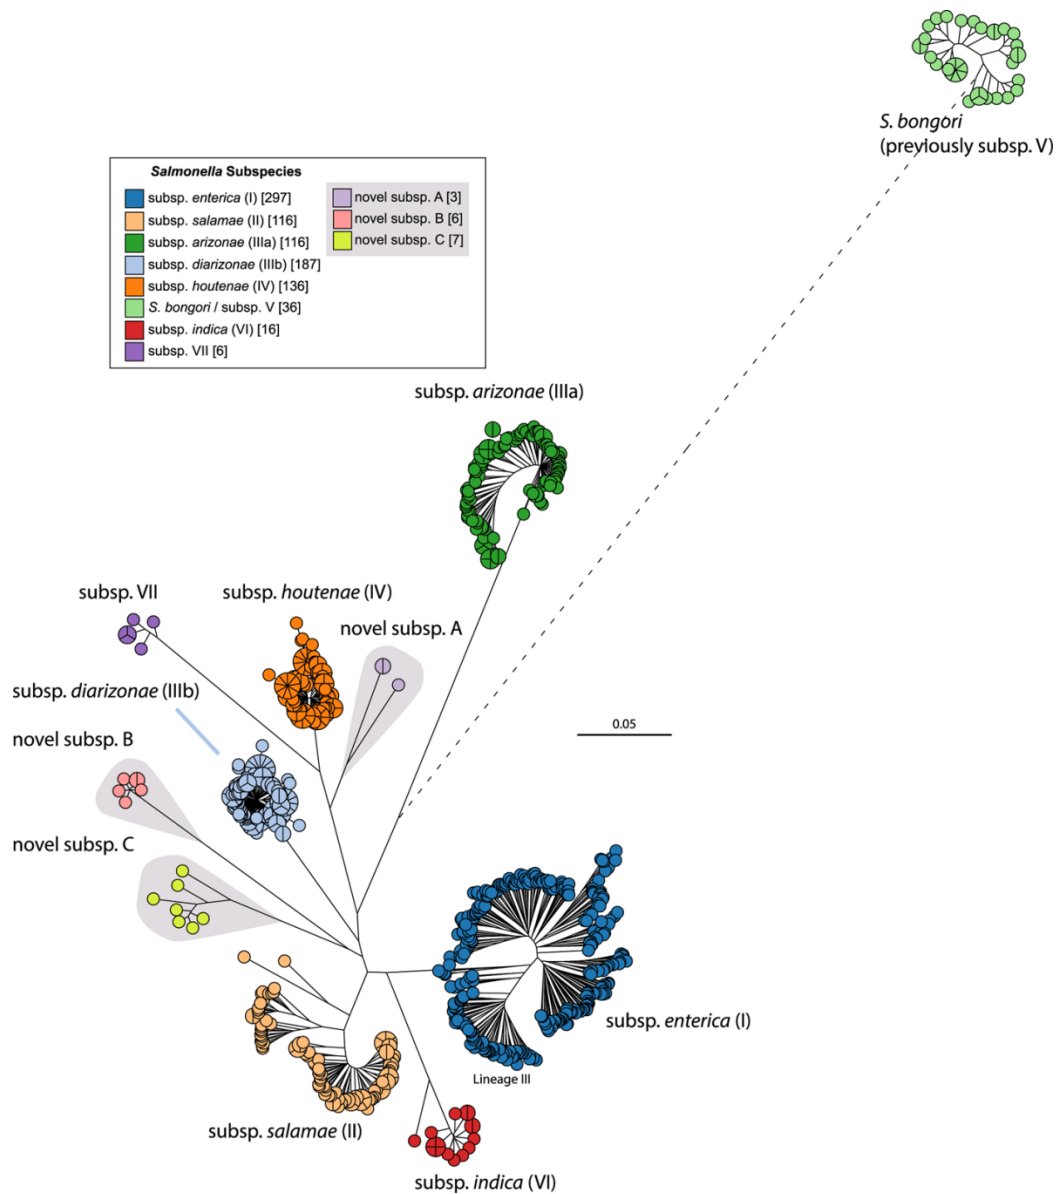 S. bongori
(previously subsp. V)
Salmonella Subspecies
subsp. enterica (I) [297]
subsp. salamae (II) [116]
subsp. arizonae (IIIa) [116]
subsp. diarizonae (IIIb) [187]
subsp. houtenae (IV) [136]
S. bongori / subsp. V [36]
subsp. indica (VI) [16]
subsp. VII [6]
novel subsp. A [3]
novel subsp. B [6]
novel subsp. C [7]
subsp. arizonae (IIIa)
subsp. VII
subsp. houtenae (IV)
novel subsp. A
subsp. diarizonae (IIIb)
novel subsp. B
0.05
novel subsp. C
subsp. enterica (I)
Lineage III
subsp. salamae (II)
subsp. indica (VI)